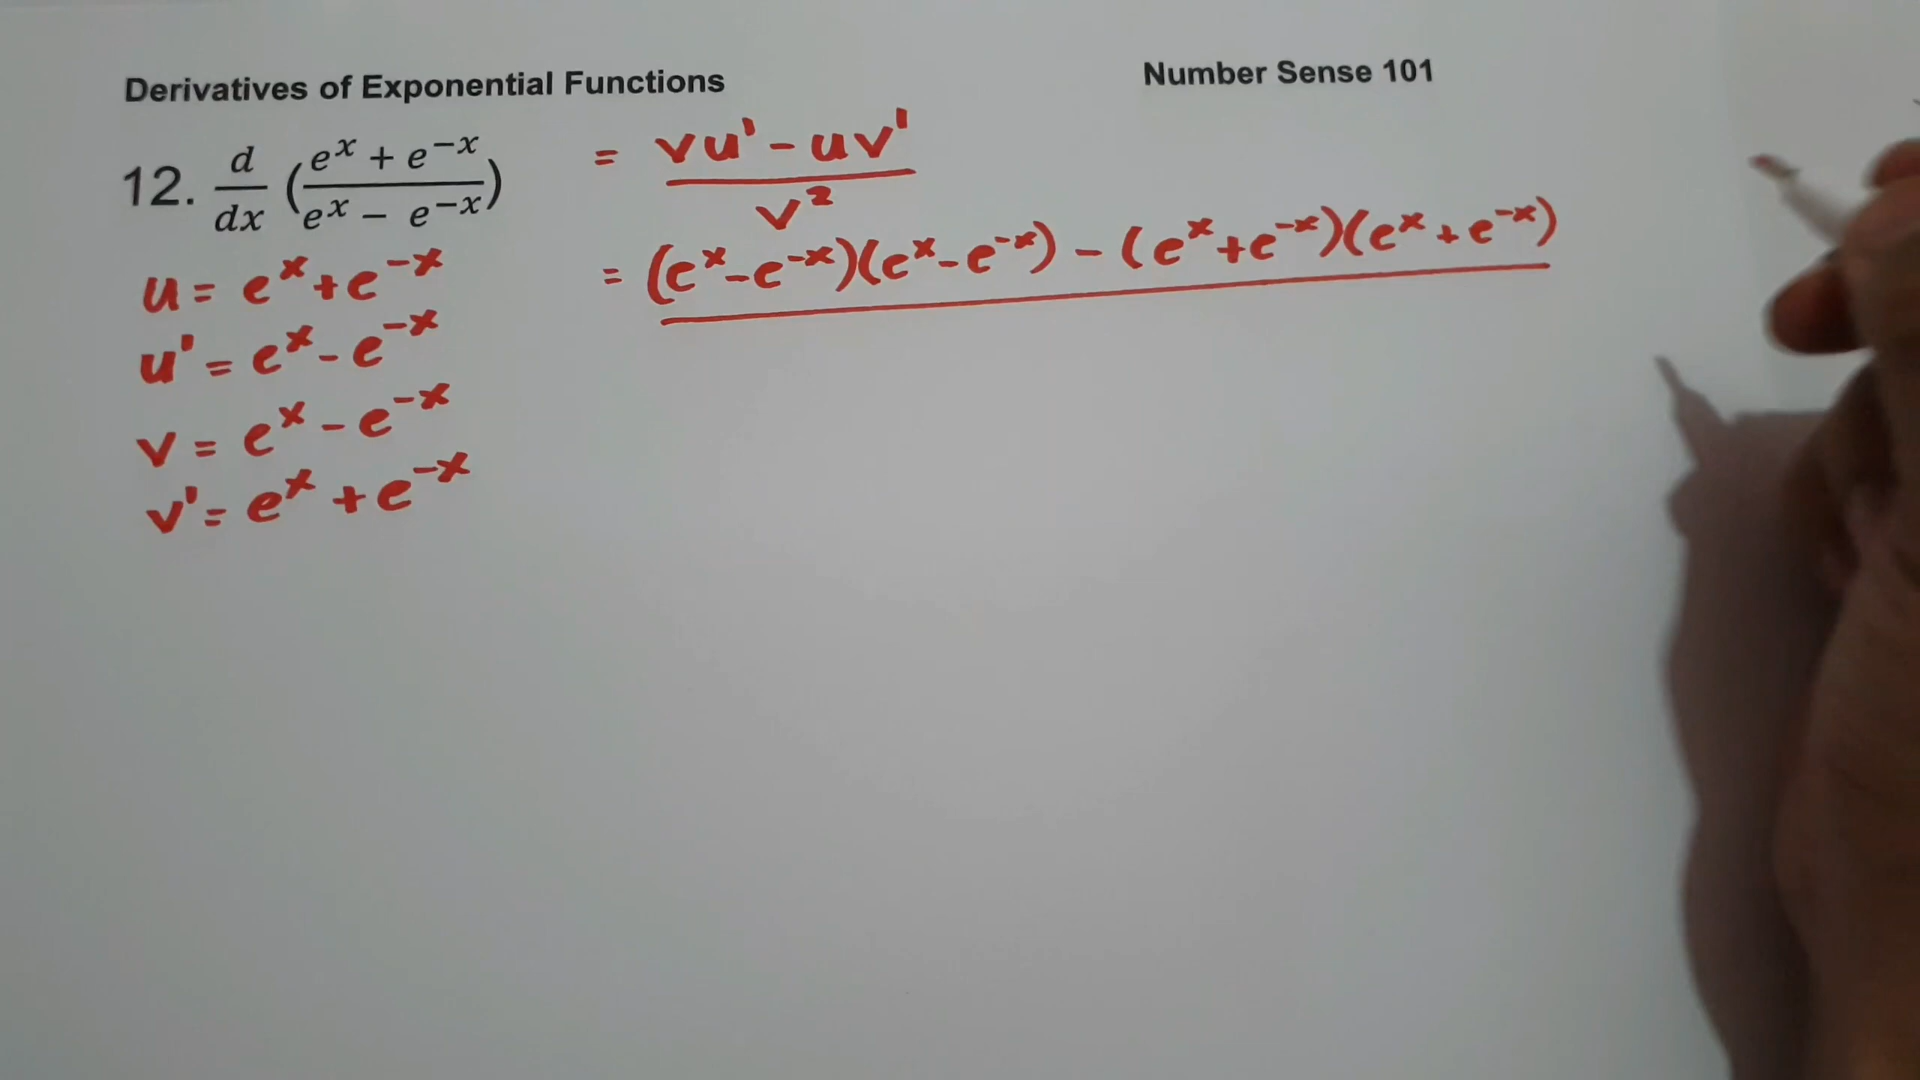 Derivatives of Exponential Functions Number Sense 101
12. d/dx ((e^x + e^-x)/(e^x - e^-x)) = (vu' - uv')/v²
u = e^x + e^-x
= (e^x - e^-x)(e^x - e^-x) - (e^x + e^-x)(e^x + e^-x)
u' = e^x - e^-x
v = e^x - e^-x
v' = e^x + e^-x